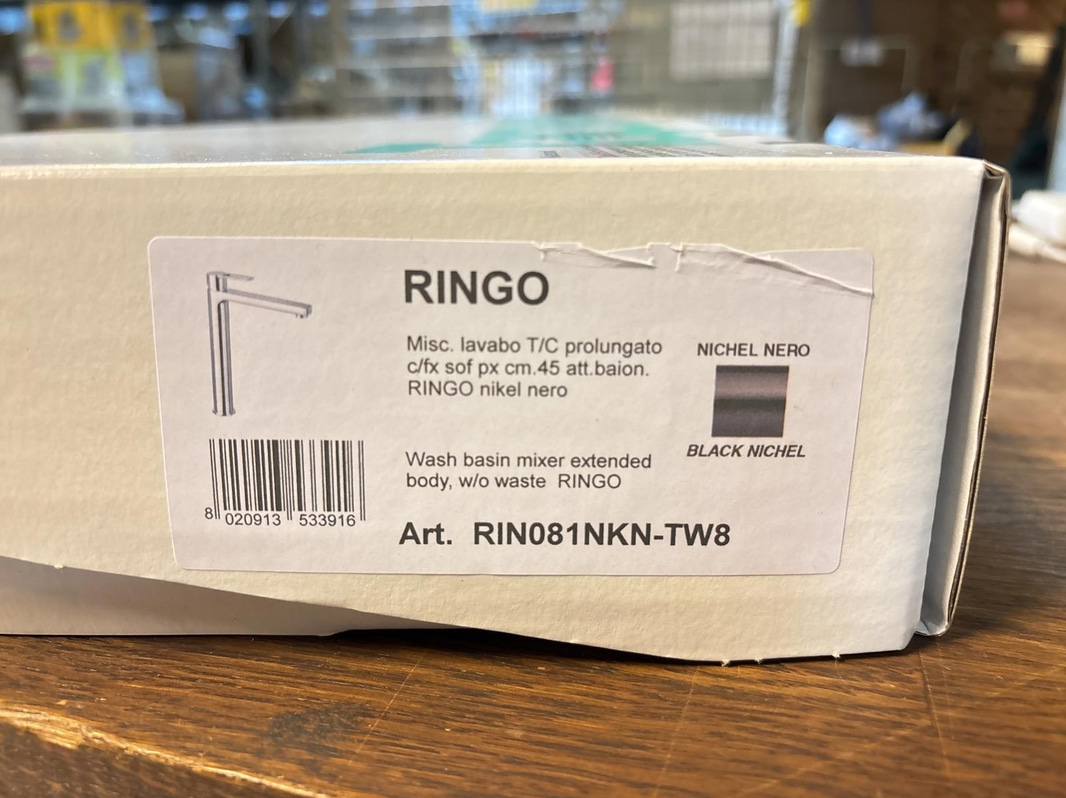 RINGO
Misc. lavabo T/C prolungato
c/fx sof px cm.45 att.baion.
RINGO nikel nero
NICHEL NERO
BLACK NICHEL
Wash basin mixer extended
body, w/o waste RINGO
8 020913 533916
Art. RIN081NKN-TW8